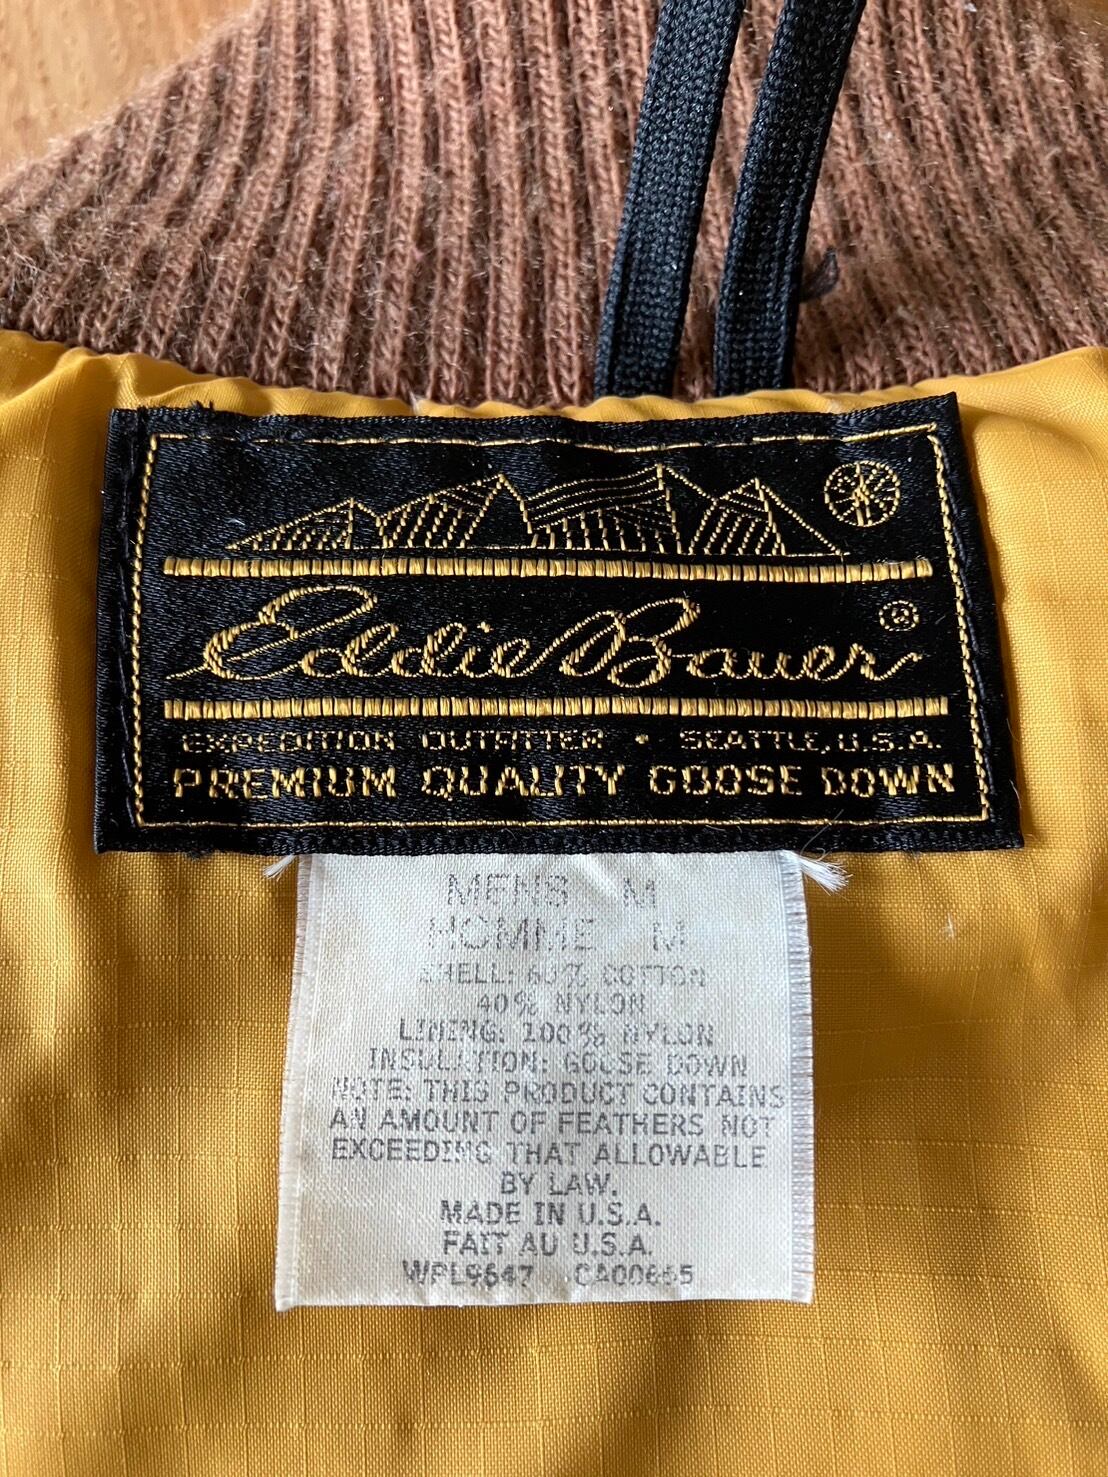 Eddie Bauer ®
EXPEDITION OUTFITTER • SEATTLE, U.S.A.
PREMIUM QUALITY GOOSE DOWN
MENS M
HOMME M
SHELL: 60% COTTON
40% NYLON
LINING: 100% NYLON
INSULATION: GOOSE DOWN
NOTE: THIS PRODUCT CONTAINS
AN AMOUNT OF FEATHERS NOT
EXCEEDING THAT ALLOWABLE
BY LAW.
MADE IN U.S.A.
FAIT AU U.S.A.
WPL9647 CA00665